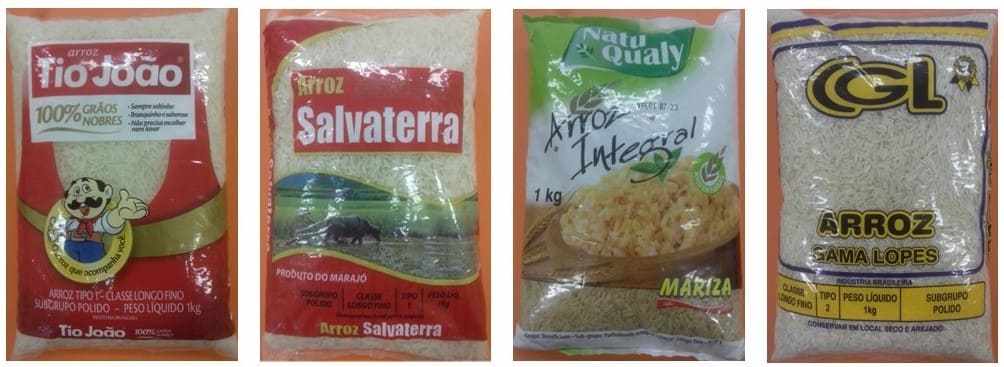 arroz
Tio João
100% GRÃOS
NOBRES
• Sempre soltinho
• Branquinho e saboroso
• Não precisa escolher
nem lavar
que acompanha você
ARROZ TIPO 1 - CLASSE LONGO FINO
SUBGRUPO POLIDO - PESO LÍQUIDO 1kg
Tio João
100%
Arroz
Salvaterra
PRODUTO DO MARAJÓ
SUBGRUPO
POLIDO
CLASSE
LONGO FINO
TIPO
1
Arroz Salvaterra
Natu
Qualy
07/23
Arroz
Integral
1 kg
MARIZA
CGL
ARROZ
GAMA LOPES
INDÚSTRIA BRASILEIRA
CLASSE
LONGO FINO
TIPO
2
PESO LÍQUIDO
1kg
SUBGRUPO
POLIDO
CONSERVAR EM LOCAL SECO E AREJADO